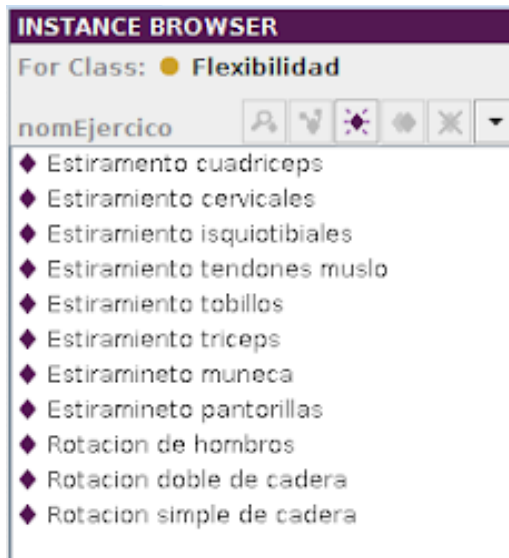 INSTANCE BROWSER
For Class: Flexibilidad
nomEjercico
Estiramento cuadriceps
Estiramiento cervicales
Estiramiento isquiotibiales
Estiramiento tendones muslo
Estiramiento tobillos
Estiramiento triceps
Estiramineto muneca
Estiramineto pantorillas
Rotacion de hombros
Rotacion doble de cadera
Rotacion simple de cadera